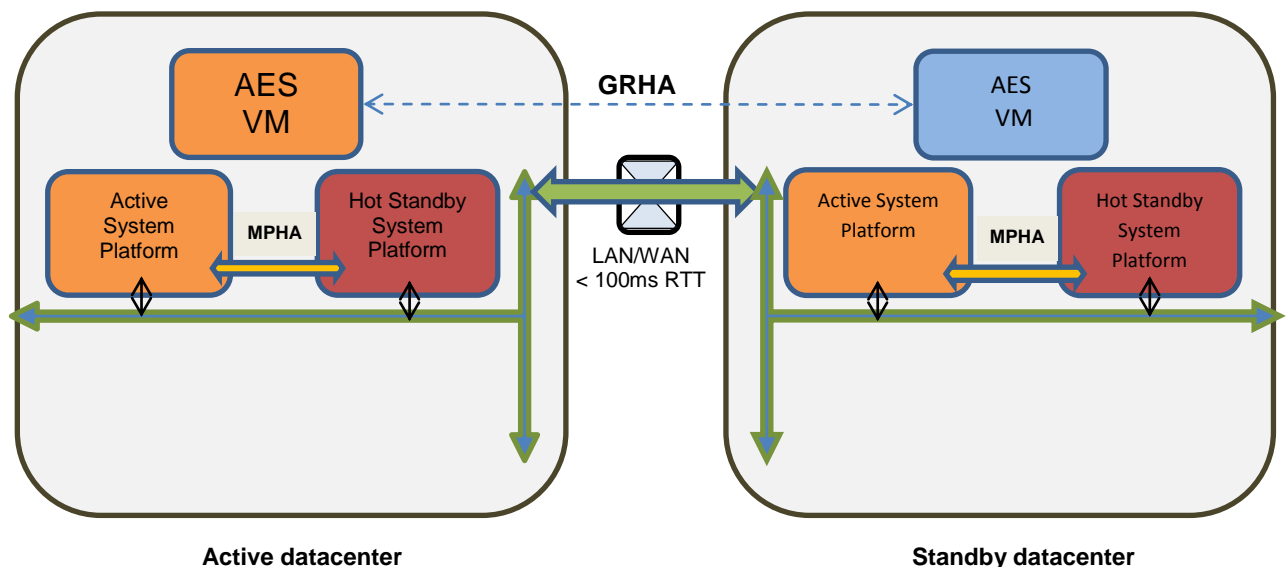 AES
VM
GRHA
AES
VM
Active
System
Platform
MPHA
Hot Standby
System
Platform
LAN/WAN
< 100ms RTT
Active System
Platform
MPHA
Hot Standby
System
Platform
Active datacenter
Standby datacenter